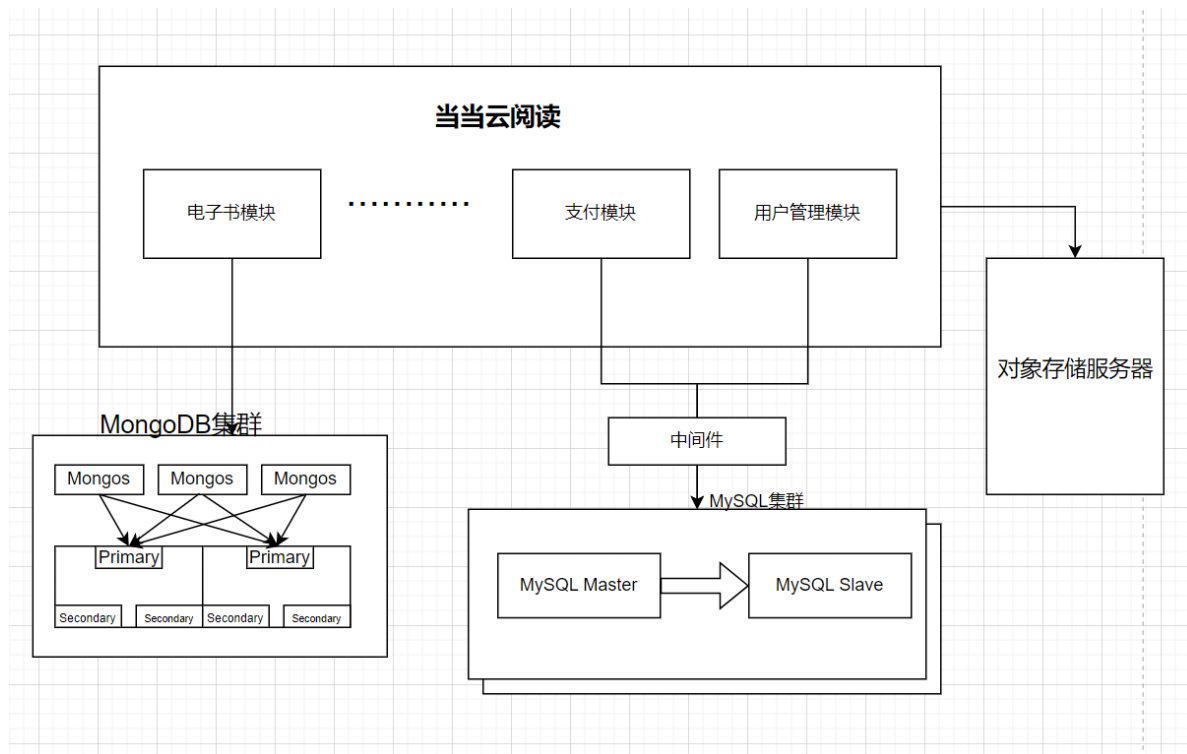 当当云阅读
电子书模块
...........
支付模块
用户管理模块
对象存储服务器
MongoDB集群
Mongos
Mongos
Mongos
Primary
Primary
Secondary
Secondary
Secondary
Secondary
中间件
MySQL集群
MySQL Master
MySQL Slave